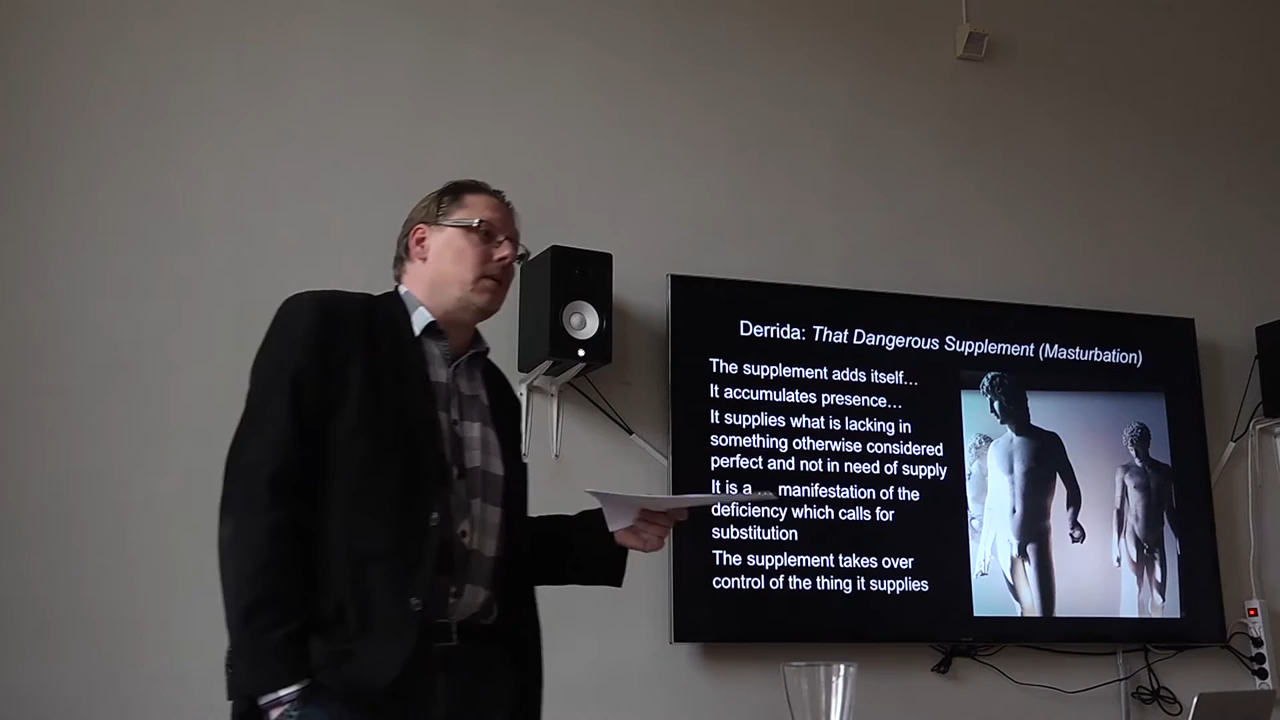 Derrida: That Dangerous Supplement (Masturbation)
The supplement adds itself…
It accumulates presence…
It supplies what is lacking in
something otherwise considered
perfect and not in need of supply
It is a … manifestation of the
deficiency which calls for
substitution
The supplement takes over
control of the thing it supplies